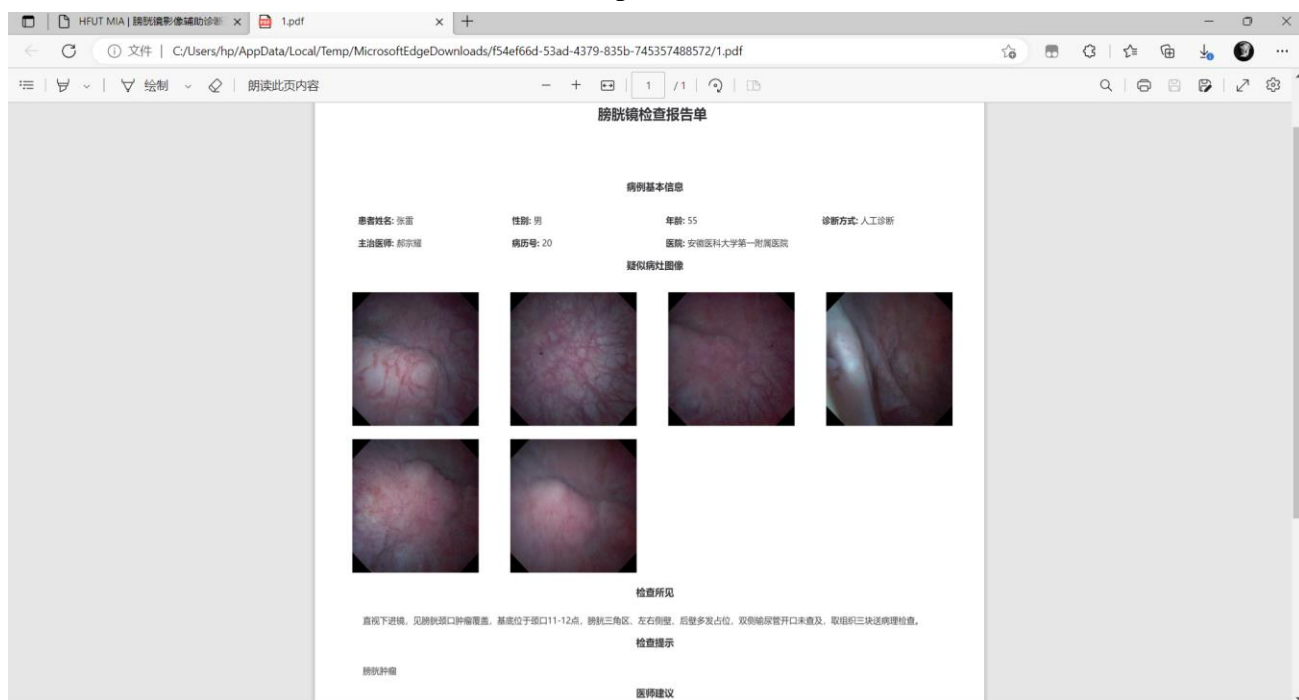 HFUT MIA | 膀胱镜影像辅助诊断
1.pdf
文件 | C:/Users/hp/AppData/Local/Temp/MicrosoftEdgeDownloads/f54ef66d-53ad-4379-835b-745357488572/1.pdf
绘制 朗读此页内容 1 /1
膀胱镜检查报告单
病例基本信息
患者姓名: 张雷 性别: 男 年龄: 55 诊断方式: 人工诊断
主治医师: 郝宗耀 病历号: 20 医院: 安徽医科大学第一附属医院
疑似病灶图像
检查所见
直视下进镜，见膀胱颈口肿瘤覆盖，基底位于颈口11-12点，膀胱三角区、左右侧壁，后壁多发占位，双侧输尿管开口未查及，取组织三块送病理检查。
检查提示
膀胱肿瘤
医师建议